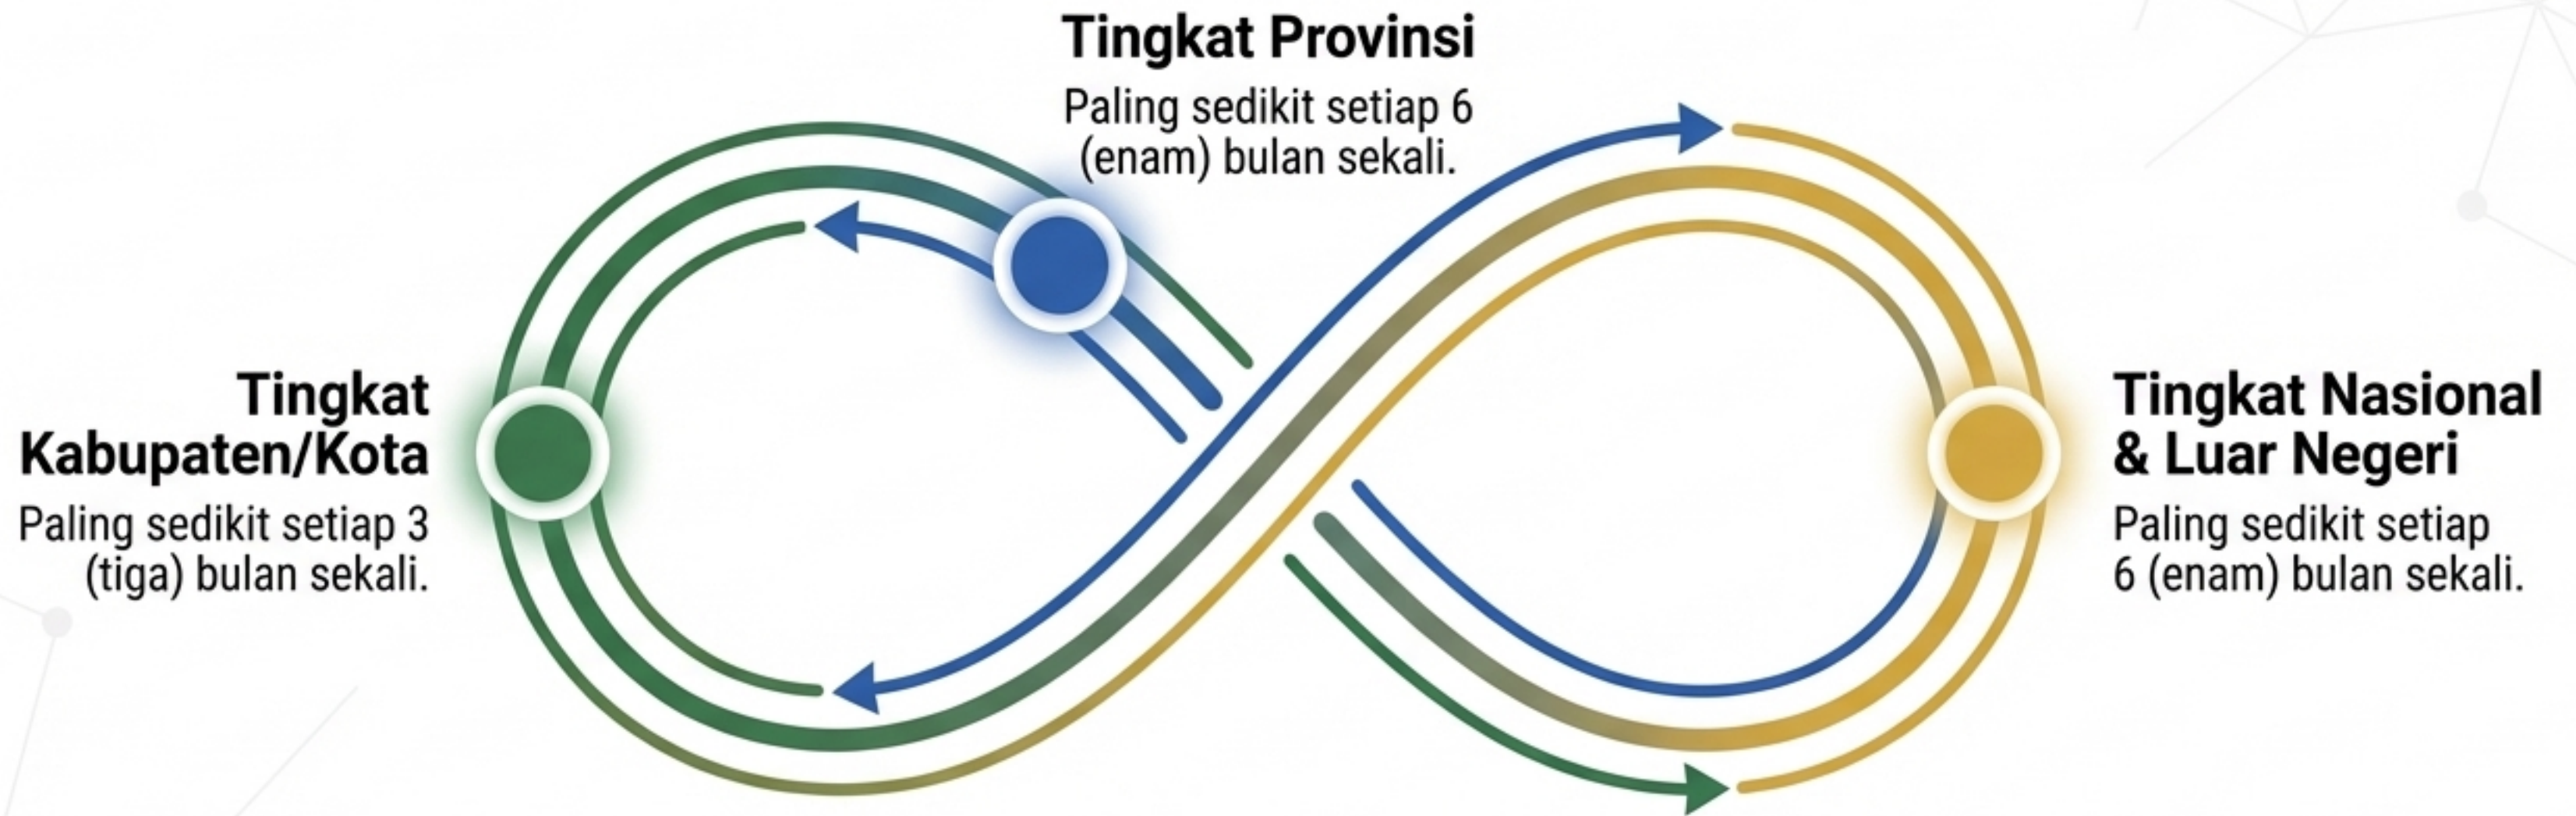 Tingkat Provinsi
Paling sedikit setiap 6
(enam) bulan sekali.
Tingkat
Kabupaten/Kota
Paling sedikit setiap 3
(tiga) bulan sekali.
Tingkat Nasional
& Luar Negeri
Paling sedikit setiap
6 (enam) bulan sekali.